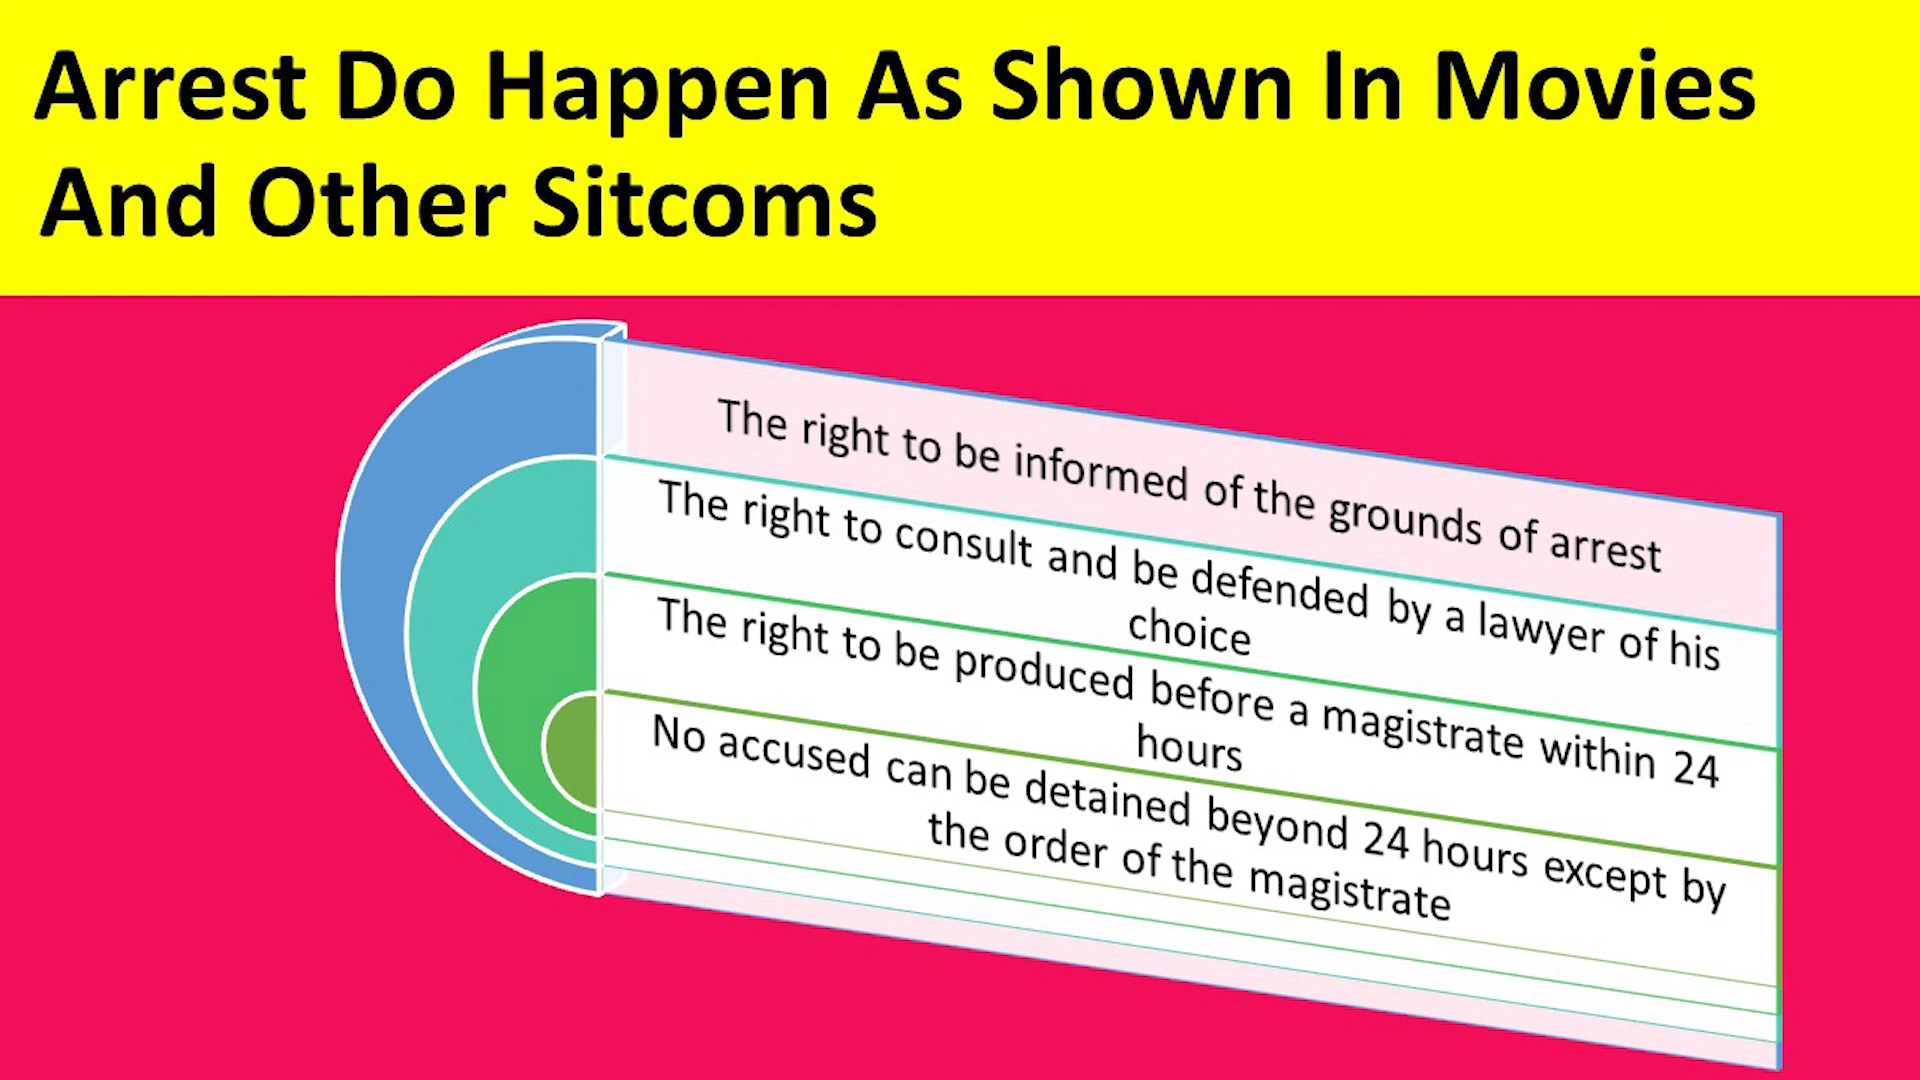 Arrest Do Happen As Shown In Movies
And Other Sitcoms
The right to be informed of the grounds of arrest
The right to consult and be defended by a lawyer of his
choice
The right to be produced before a magistrate within 24
hours
No accused can be detained beyond 24 hours except by
the order of the magistrate